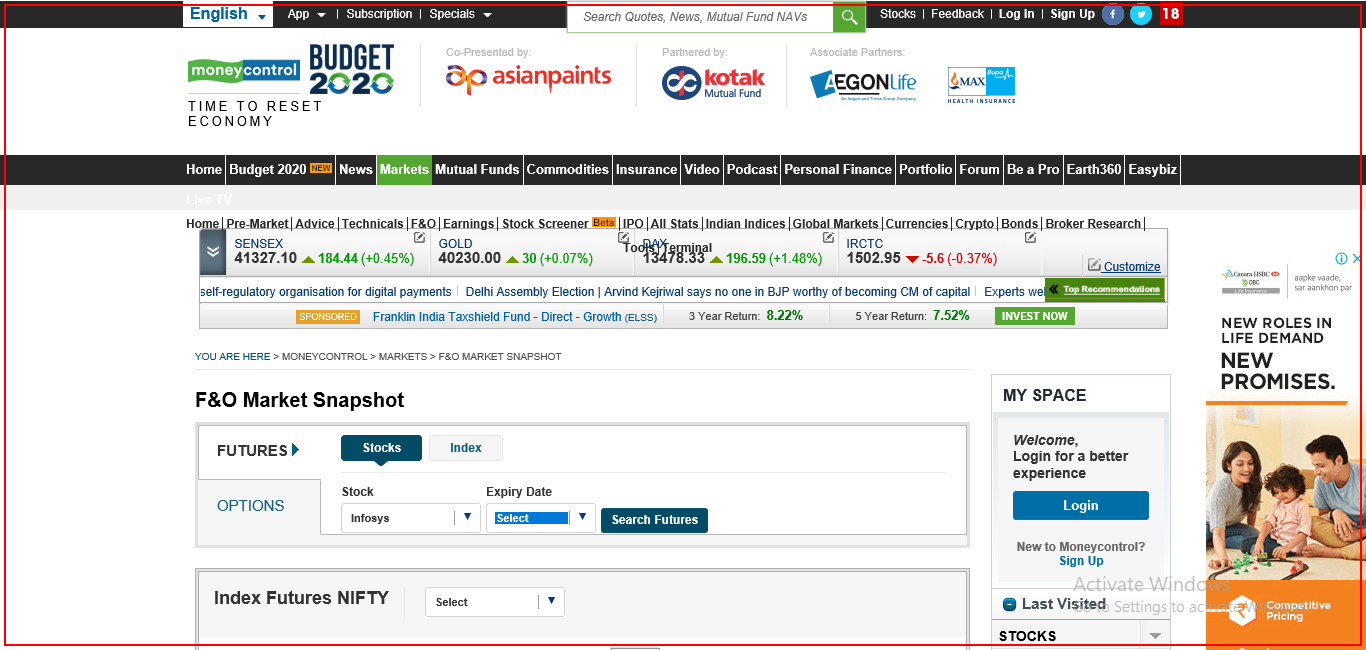 English
App | Subscription | Specials
Search Quotes, News, Mutual Fund NAVs
Stocks | Feedback | Log In | Sign Up
18
moneycontrol
BUDGET
2020
TIME TO RESET
ECONOMY
Co-Presented by:
asianpaints
Partnered by:
kotak
Mutual Fund
Associate Partners:
AEGONLife
An Aegon and Times Group Company
MAX
Bupa
HEALTH INSURANCE
Home Budget 2020 NEW News Markets Mutual Funds Commodities Insurance Video Podcast Personal Finance Portfolio Forum Be a Pro Earth360 Easybiz
Live TV
Home| Pre-Market| Advice| Technicals| F&O| Earnings| Stock Screener Beta |IPO| All Stats| Indian Indices| Global Markets| Currencies| Crypto| Bonds| Broker Research|
Tools| Terminal
SENSEX
41327.10 184.44 (+0.45%)
GOLD
40230.00 30 (+0.07%)
DAX
13478.33 196.59 (+1.48%)
IRCTC
1502.95 -5.6 (-0.37%)
Customize
self-regulatory organisation for digital payments | Delhi Assembly Election | Arvind Kejriwal says no one in BJP worthy of becoming CM of capital | Experts wel
Top Recommendations
SPONSORED Franklin India Taxshield Fund - Direct - Growth (ELSS) 3 Year Return: 8.22% 5 Year Return: 7.52% INVEST NOW
YOU ARE HERE > MONEYCONTROL > MARKETS > F&O MARKET SNAPSHOT
F&O Market Snapshot
FUTURES
Stocks
Index
OPTIONS
Stock
Expiry Date
Infosys
Select
Search Futures
Index Futures NIFTY
Select
MY SPACE
Welcome,
Login for a better
experience
Login
New to Moneycontrol?
Sign Up
Last Visited
STOCKS
Activate Windows
Go to Settings to activate Windows.
Canara HSBC
OBC
Life Insurance
aapke vaade,
sar aankhon par
NEW ROLES IN
LIFE DEMAND
NEW
PROMISES.
Competitive
Pricing